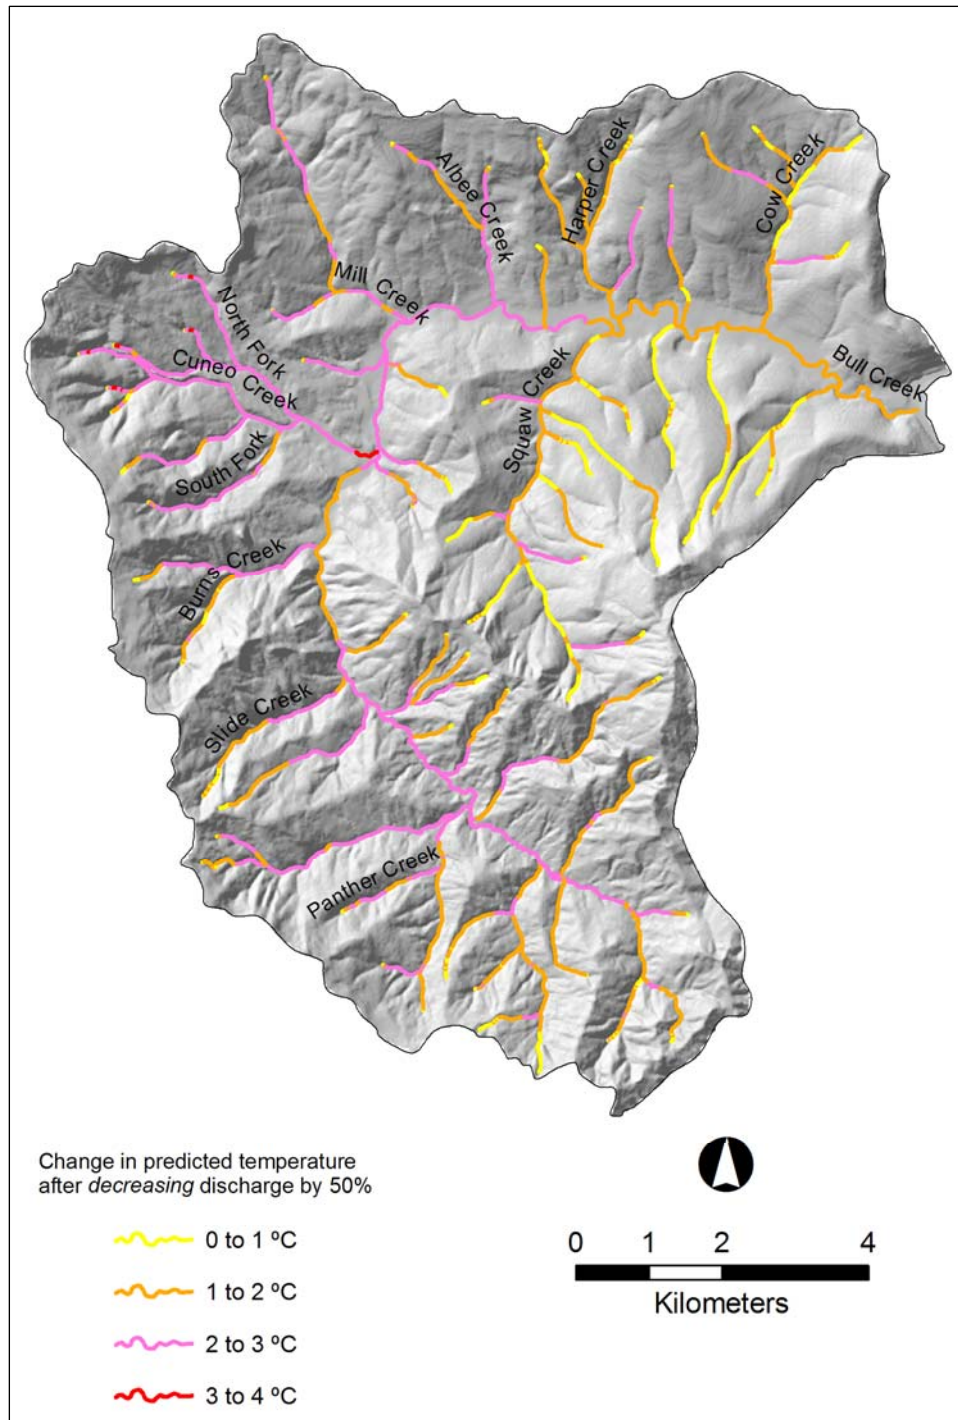 Albee Creek
Harper Creek
Cow Creek
Mill Creek
North Fork
Cuneo Creek
Bull Creek
Squaw Creek
South Fork
Burns Creek
Slide Creek
Panther Creek
Change in predicted temperature
after decreasing discharge by 50%
0 to 1 ºC
1 to 2 ºC
2 to 3 ºC
3 to 4 ºC
0 1 2 4
Kilometers